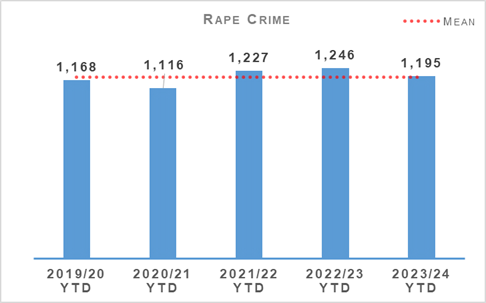 RAPE CRIME
MEAN
1,168
1,116
1,227
1,246
1,195
2019/20 YTD
2020/21 YTD
2021/22 YTD
2022/23 YTD
2023/24 YTD